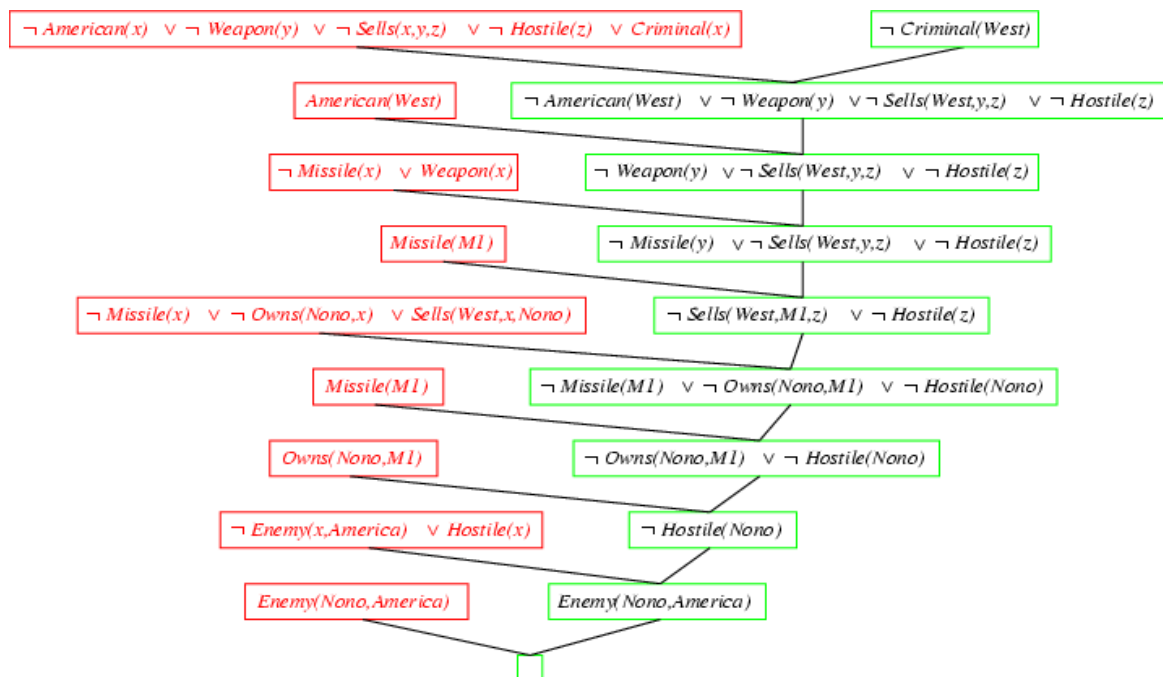 ¬ American(x) ∨ ¬ Weapon(y) ∨ ¬ Sells(x,y,z) ∨ ¬ Hostile(z) ∨ Criminal(x)
¬ Criminal(West)
American(West)
¬ American(West) ∨ ¬ Weapon(y) ∨ ¬ Sells(West,y,z) ∨ ¬ Hostile(z)
¬ Missile(x) ∨ Weapon(x)
¬ Weapon(y) ∨ ¬ Sells(West,y,z) ∨ ¬ Hostile(z)
Missile(M1)
¬ Missile(y) ∨ ¬ Sells(West,y,z) ∨ ¬ Hostile(z)
¬ Missile(x) ∨ ¬ Owns(Nono,x) ∨ Sells(West,x,Nono)
¬ Sells(West,M1,z) ∨ ¬ Hostile(z)
Missile(M1)
¬ Missile(M1) ∨ ¬ Owns(Nono,M1) ∨ ¬ Hostile(Nono)
Owns(Nono,M1)
¬ Owns(Nono,M1) ∨ ¬ Hostile(Nono)
¬ Enemy(x,America) ∨ Hostile(x)
¬ Hostile(Nono)
Enemy(Nono,America)
Enemy(Nono,America)